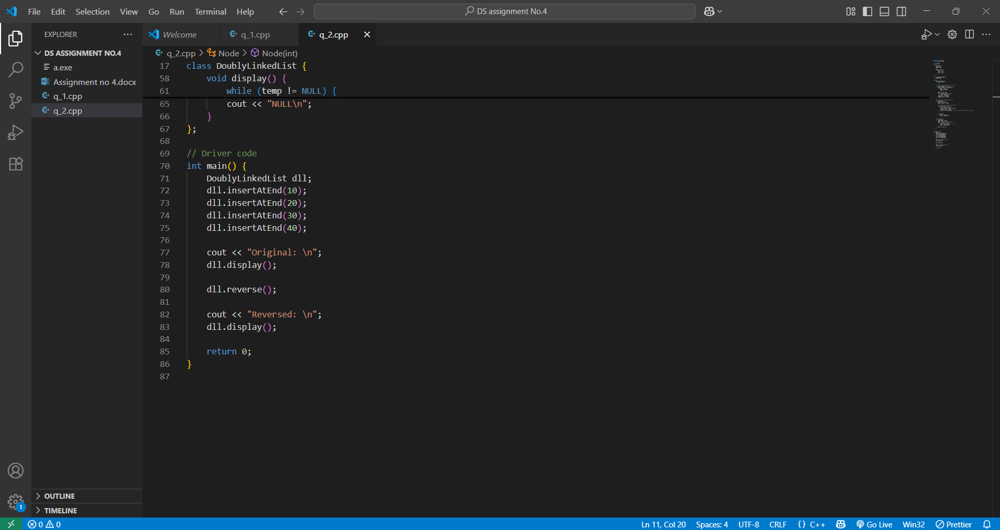 File Edit Selection View Go Run Terminal Help
DS assignment No.4
EXPLORER
Welcome
q_1.cpp
q_2.cpp
DS ASSIGNMENT NO.4
a.exe
Assignment no 4.docx
q_1.cpp
q_2.cpp
q_2.cpp > Node > Node(int)
17 class DoublyLinkedList {
58 void display() {
61 while (temp != NULL) {
65 cout << "NULL\n";
66 }
67 };
68
69 // Driver code
70 int main() {
71 DoublyLinkedList dll;
72 dll.insertAtEnd(10);
73 dll.insertAtEnd(20);
74 dll.insertAtEnd(30);
75 dll.insertAtEnd(40);
76
77 cout << "Original: \n";
78 dll.display();
79
80 dll.reverse();
81
82 cout << "Reversed: \n";
83 dll.display();
84
85 return 0;
86 }
87
OUTLINE
TIMELINE
1
0 0 Ln 11, Col 20 Spaces: 4 UTF-8 CRLF {} C++ Go Live Win32 Prettier